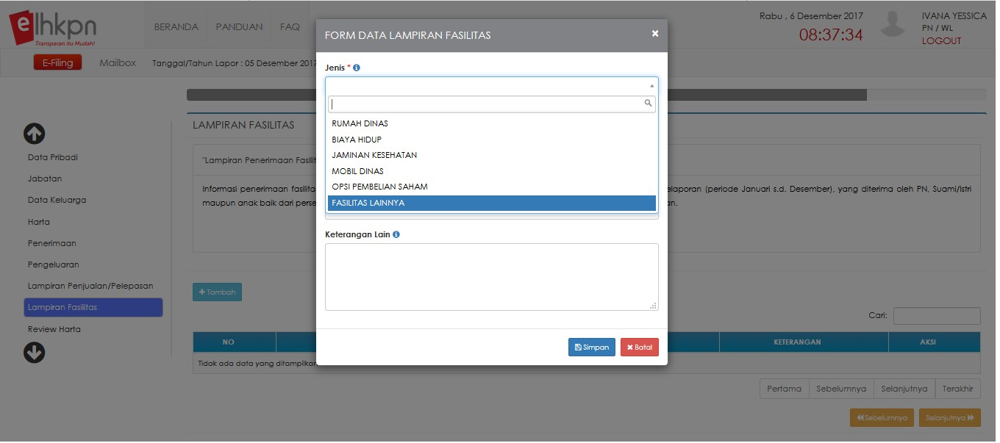 elhkpn
Transparan itu Mudah!
BERANDA PANDUAN FAQ
Rabu , 6 Desember 2017
08:37:34
IVANA YESSICA
PN / WL
LOGOUT
E-Filing Mailbox Tanggal/Tahun Lapor : 05 Desember 2017
Data Pribadi
Jabatan
Data Keluarga
Harta
Penerimaan
Pengeluaran
Lampiran Penjualan/Pelepasan
Lampiran Fasilitas
Review Harta
LAMPIRAN FASILITAS
"Lampiran Penerimaan Fasilit
Informasi penerimaan fasilita elaporan (periode Januari s.d. Desember), yang diterima oleh PN, Suami/Istri
maupun anak baik dari perse an.
+ Tambah
Cari:
NO KETERANGAN AKSI
Tidak ada data yang ditampilkan
Pertama Sebelumnya Selanjutnya Terakhir
Sebelumnya Selanjutnya
FORM DATA LAMPIRAN FASILITAS ×
Jenis *
RUMAH DINAS
BIAYA HIDUP
JAMINAN KESEHATAN
MOBIL DINAS
OPSI PEMBELIAN SAHAM
FASILITAS LAINNYA
Keterangan Lain
Simpan Batal